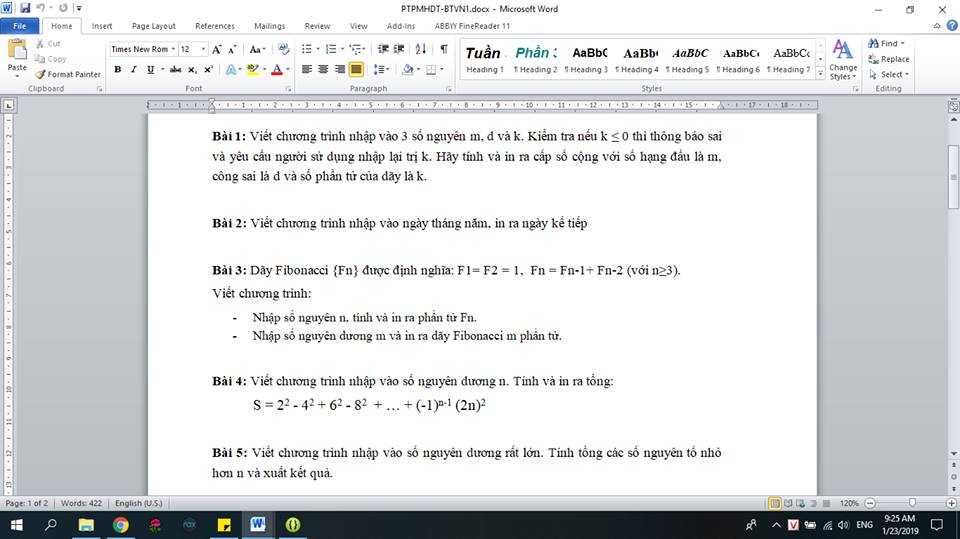 PTPMHDT-BTVN1.docx - Microsoft Word
File Home Insert Page Layout References Mailings Review View Add-Ins ABBYY FineReader 11
Cut
Copy
Format Painter
Paste
Clipboard
Times New Rom 12
Font
Paragraph
Tuần Phần AaBbC AaBb( AaBbC AaBbC AaBbCc
Heading 1 ¶ Heading 2 Heading 3 ¶ Heading 4 ¶ Heading 5 ¶ Heading 6 ¶ Heading 7
Styles
Change
Styles
Find
Replace
Select
Editing
Bài 1: Viết chương trình nhập vào 3 số nguyên m, d và k. Kiểm tra nếu k ≤ 0 thì thông báo sai
và yêu cầu người sử dụng nhập lại trị k. Hãy tính và in ra cấp số cộng với số hạng đầu là m,
công sai là d và số phần tử của dãy là k.
Bài 2: Viết chương trình nhập vào ngày tháng năm, in ra ngày kế tiếp
Bài 3: Dãy Fibonacci {Fn} được định nghĩa: F1= F2 = 1, Fn = Fn-1+ Fn-2 (với n≥3).
Viết chương trình:
- Nhập số nguyên n, tính và in ra phần tử Fn.
- Nhập số nguyên dương m và in ra dãy Fibonacci m phần tử.
Bài 4: Viết chương trình nhập vào số nguyên dương n. Tính và in ra tổng:
S = 2² - 4² + 6² - 8² + … + (-1)ⁿ⁻¹ (2n)²
Bài 5: Viết chương trình nhập vào số nguyên dương rất lớn. Tính tổng các số nguyên tố nhỏ
hơn n và xuất kết quả.
Page: 1 of 2 Words: 422 English (U.S.) 120%
ENG
9:25 AM
1/23/2019